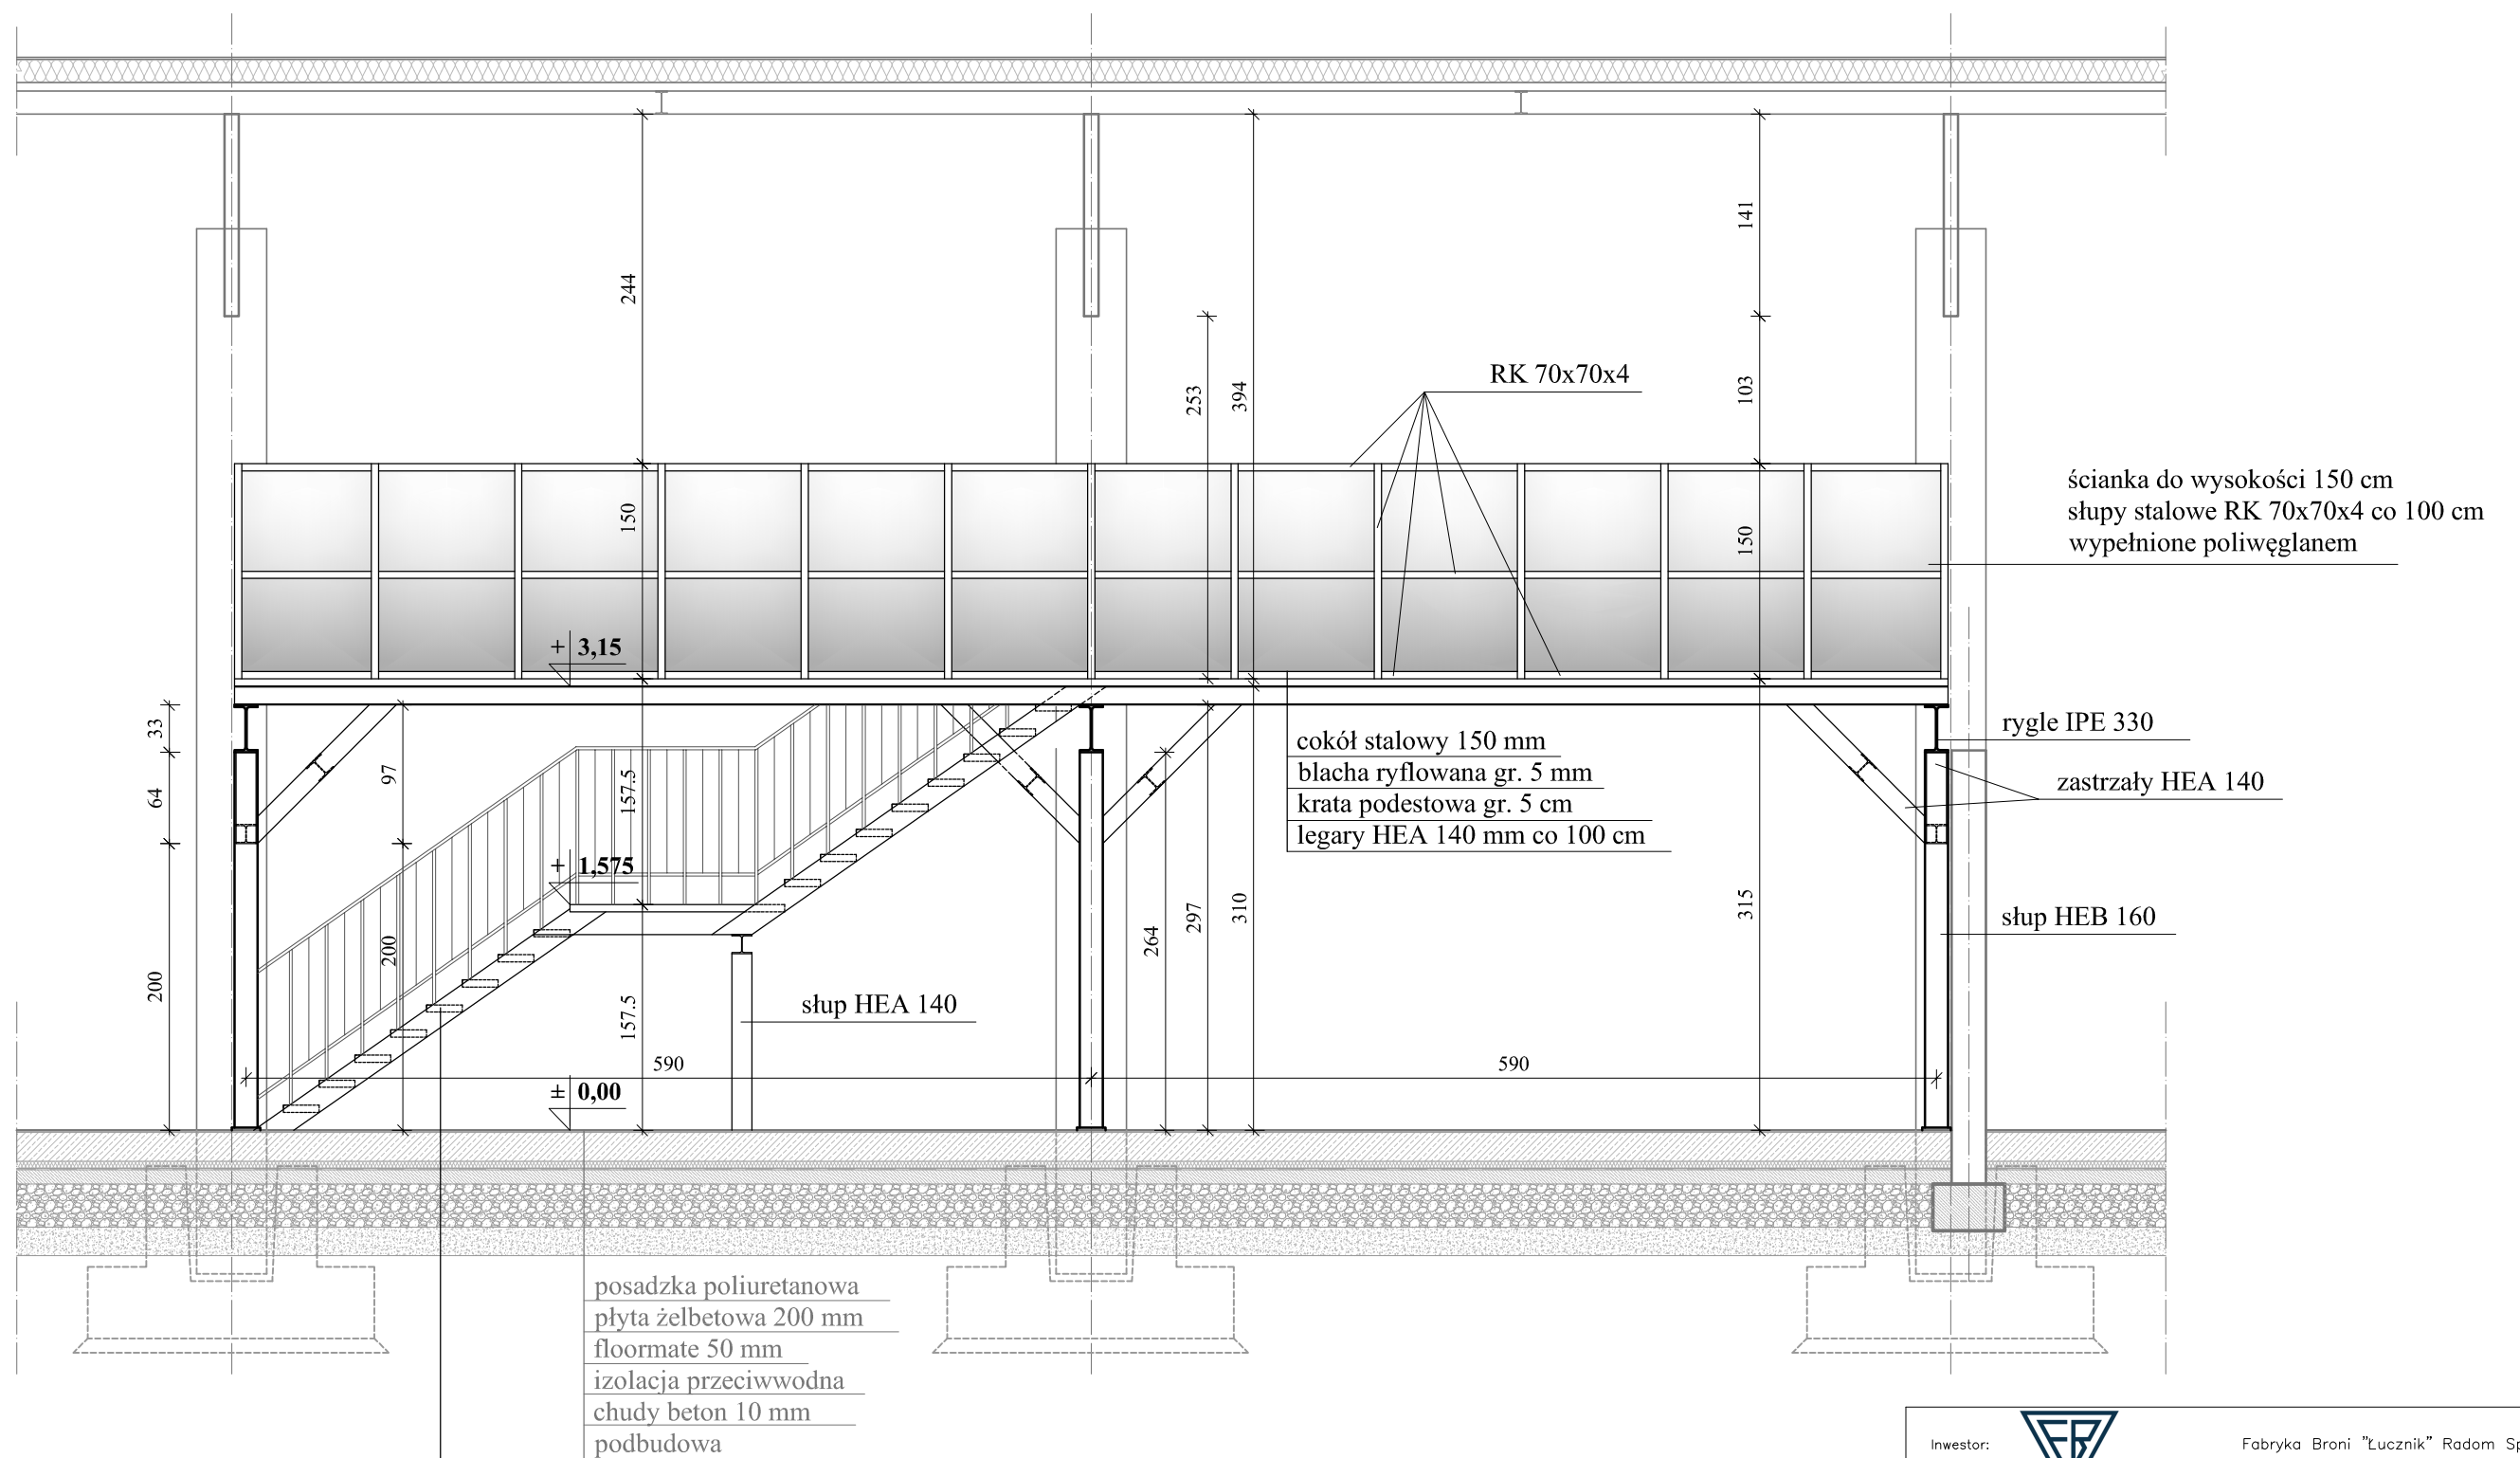 244
394
141
253
103
RK 70x70x4
150
150
ścianka do wysokości 150 cm
słupy stalowe RK 70x70x4 co 100 cm
wypełnione poliwęglanem
+ 3,15
33
64
97
157.5
cokół stalowy 150 mm
blacha ryflowana gr. 5 mm
krata podestowa gr. 5 cm
legary HEA 140 mm co 100 cm
rygle IPE 330
zastrzały HEA 140
+ 1,575
200
200
157.5
słup HEA 140
264
297
310
315
słup HEB 160
590
590
± 0,00
posadzka poliuretanowa
płyta żelbetowa 200 mm
floormate 50 mm
izolacja przeciwwodna
chudy beton 10 mm
podbudowa
Inwestor:
Fabryka Broni "Łucznik" Radom Sp